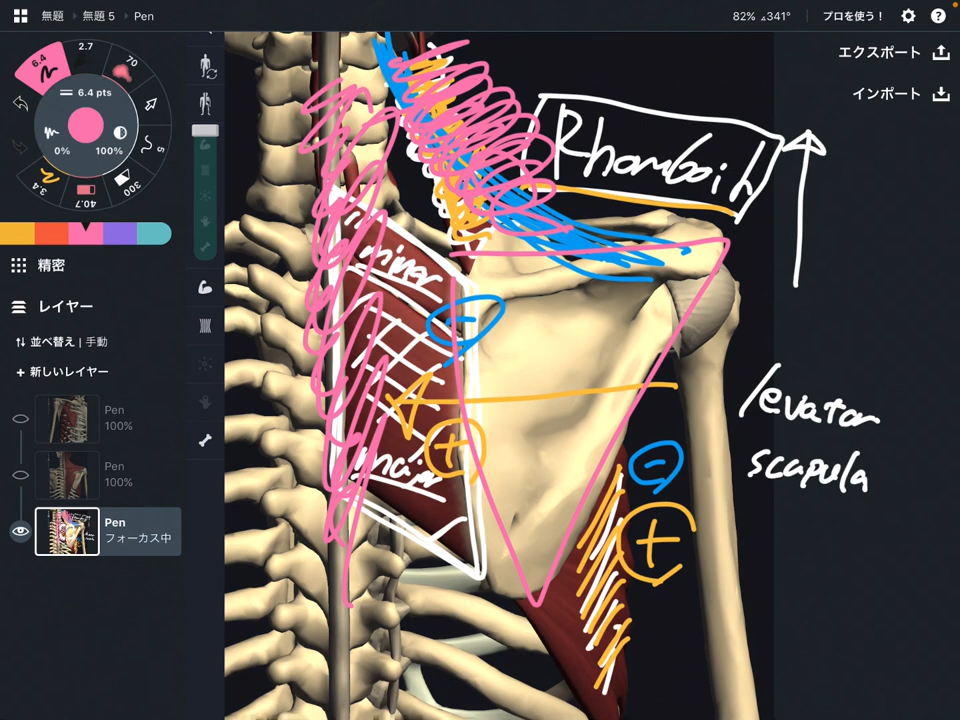 無題 › 無題 5 › Pen
82% ⊿341°
プロを使う!
?
エクスポート
インポート
2.7
6.4
70
6.4 pts
0% 100%
5
3.4
40.7
300
精密
レイヤー
並べ替え | 手動
+ 新しいレイヤー
Pen
100%
Pen
100%
Pen
フォーカス中
Rhomboid
minor
major
levator
scapula